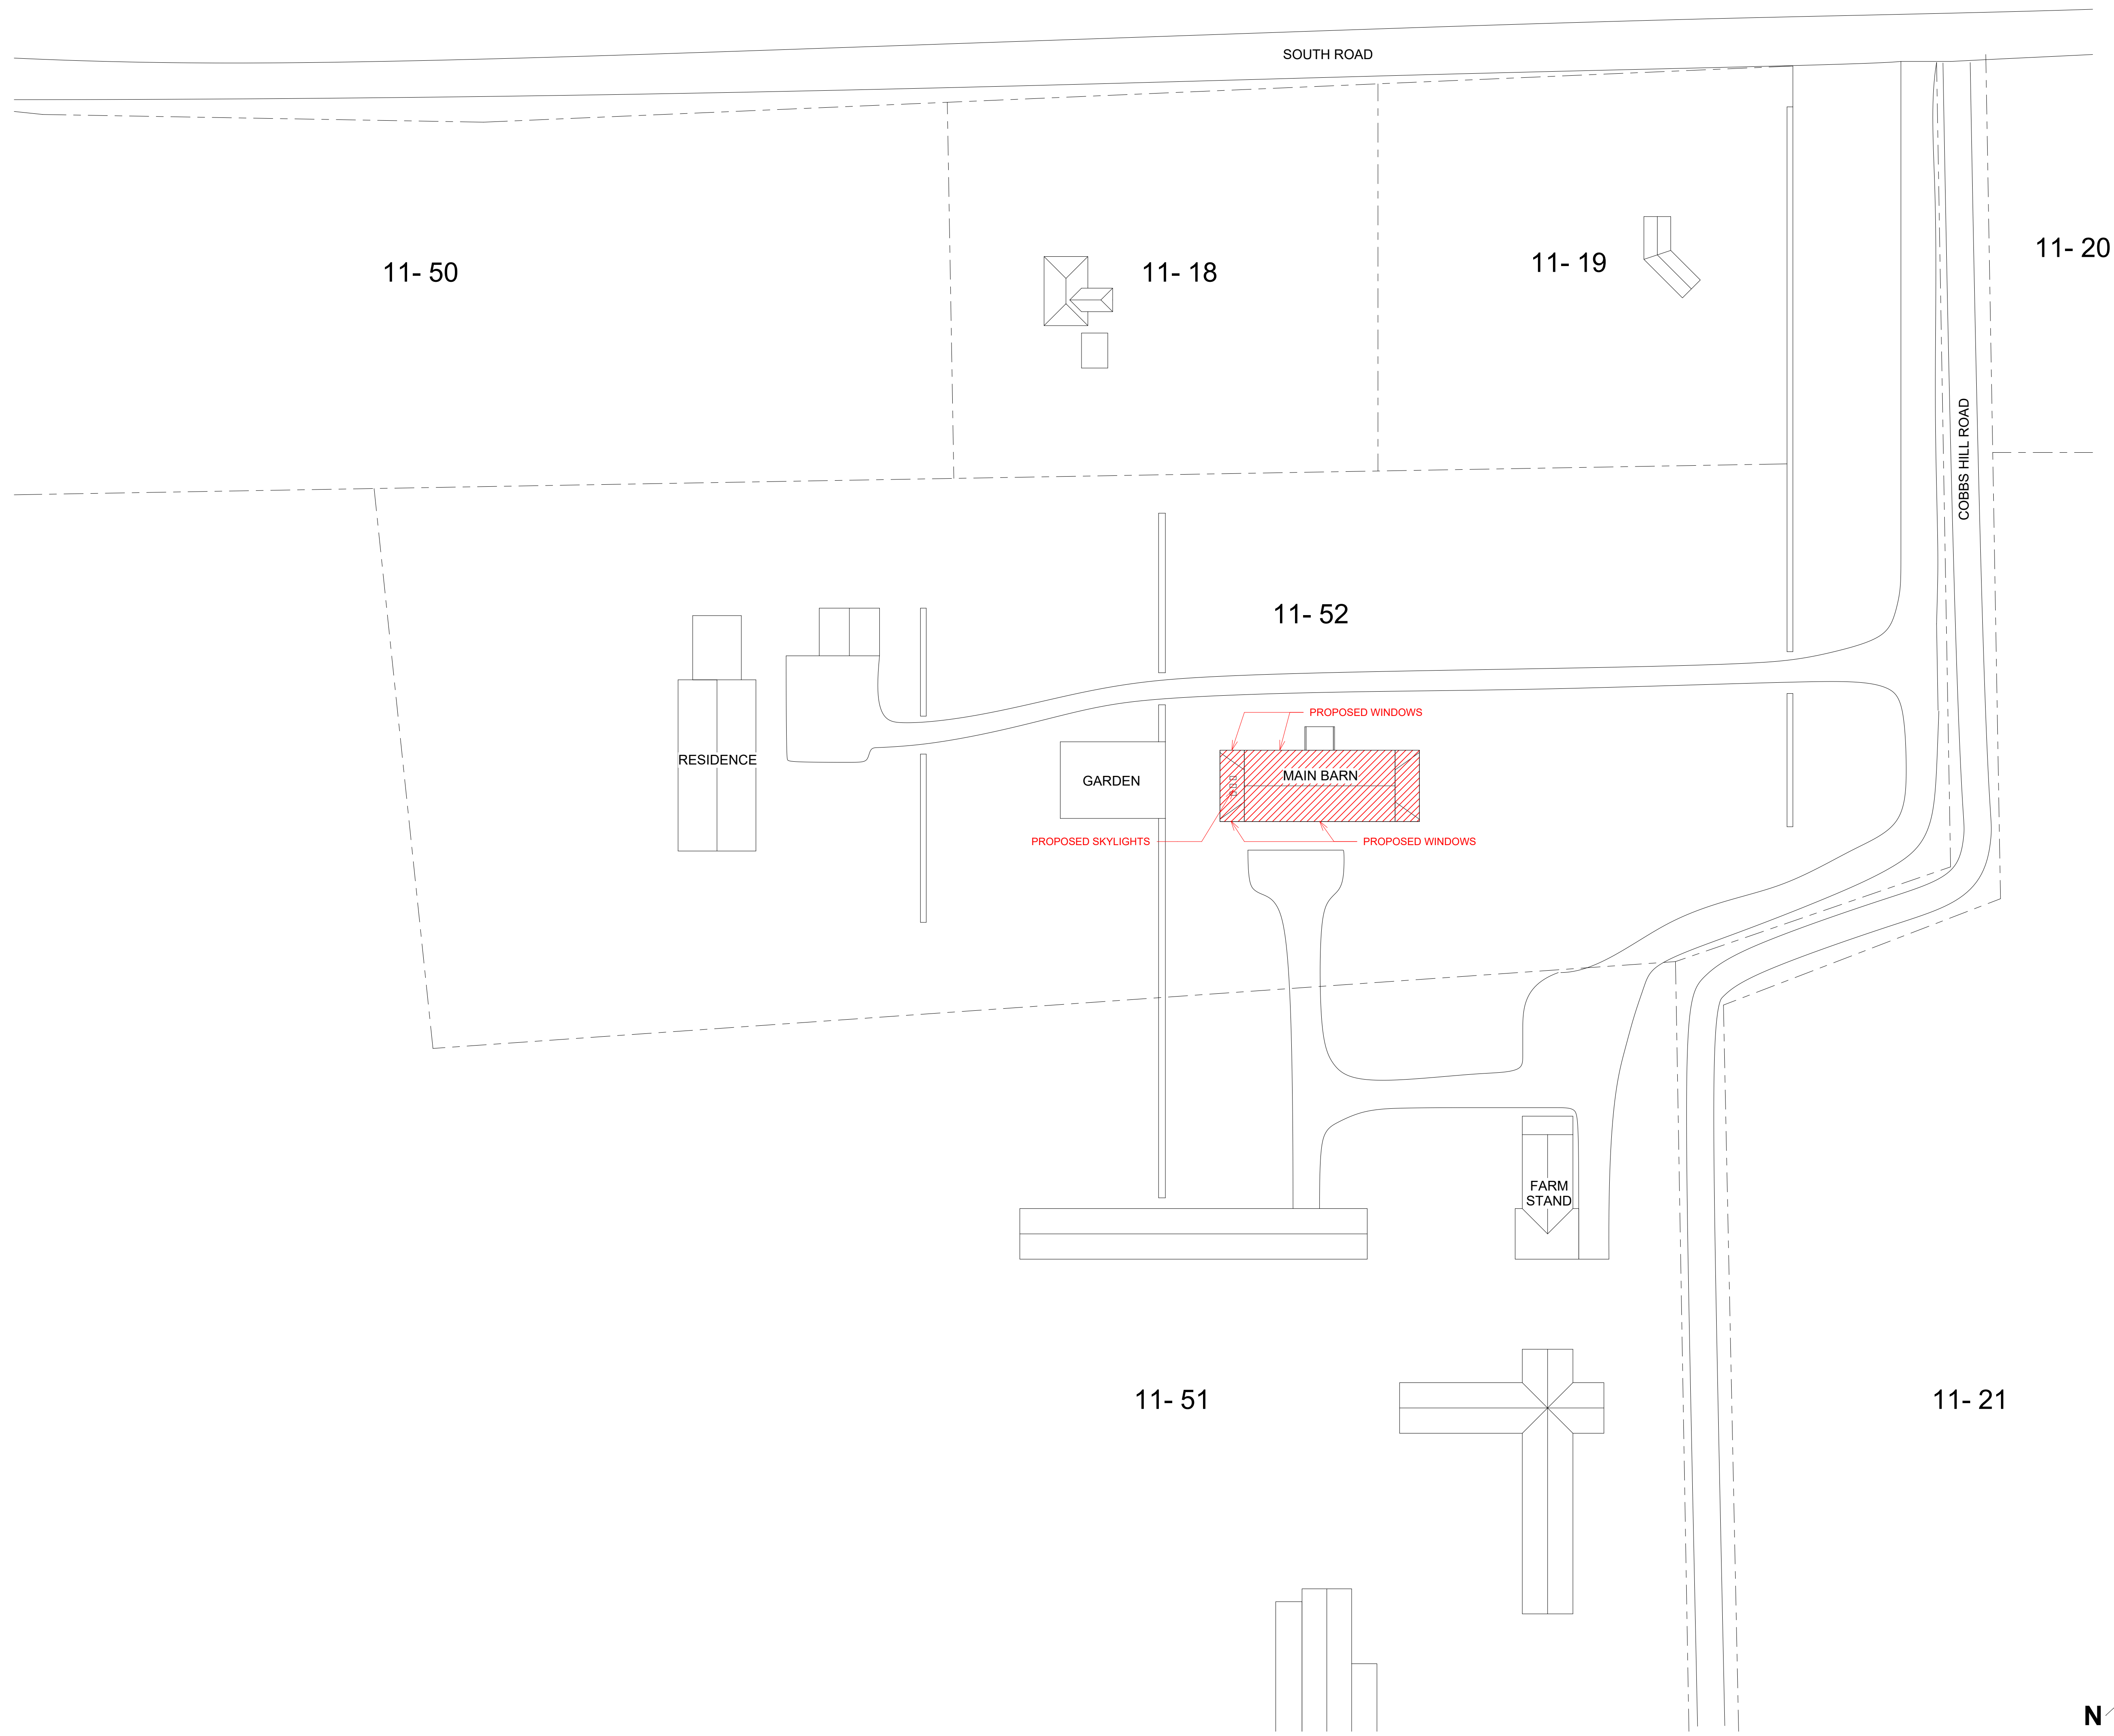 SOUTH ROAD
11- 50
11- 18
11- 19
11- 20
COBBS HILL ROAD
11- 52
PROPOSED WINDOWS
RESIDENCE
GARDEN
MAIN BARN
PROPOSED SKYLIGHTS
PROPOSED WINDOWS
FARM
STAND
11- 51
11- 21
N